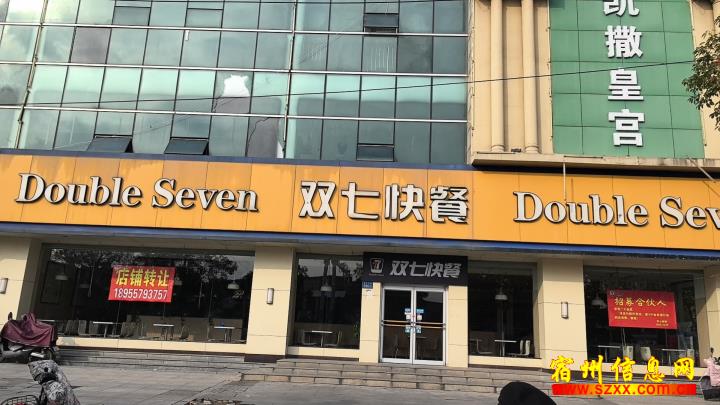 凯撒皇宫
Double Seven
双七快餐
Double Sev
双七快餐
店铺转让
18955793757
招募合伙人
宿州信息网
www.szxx.com.cn